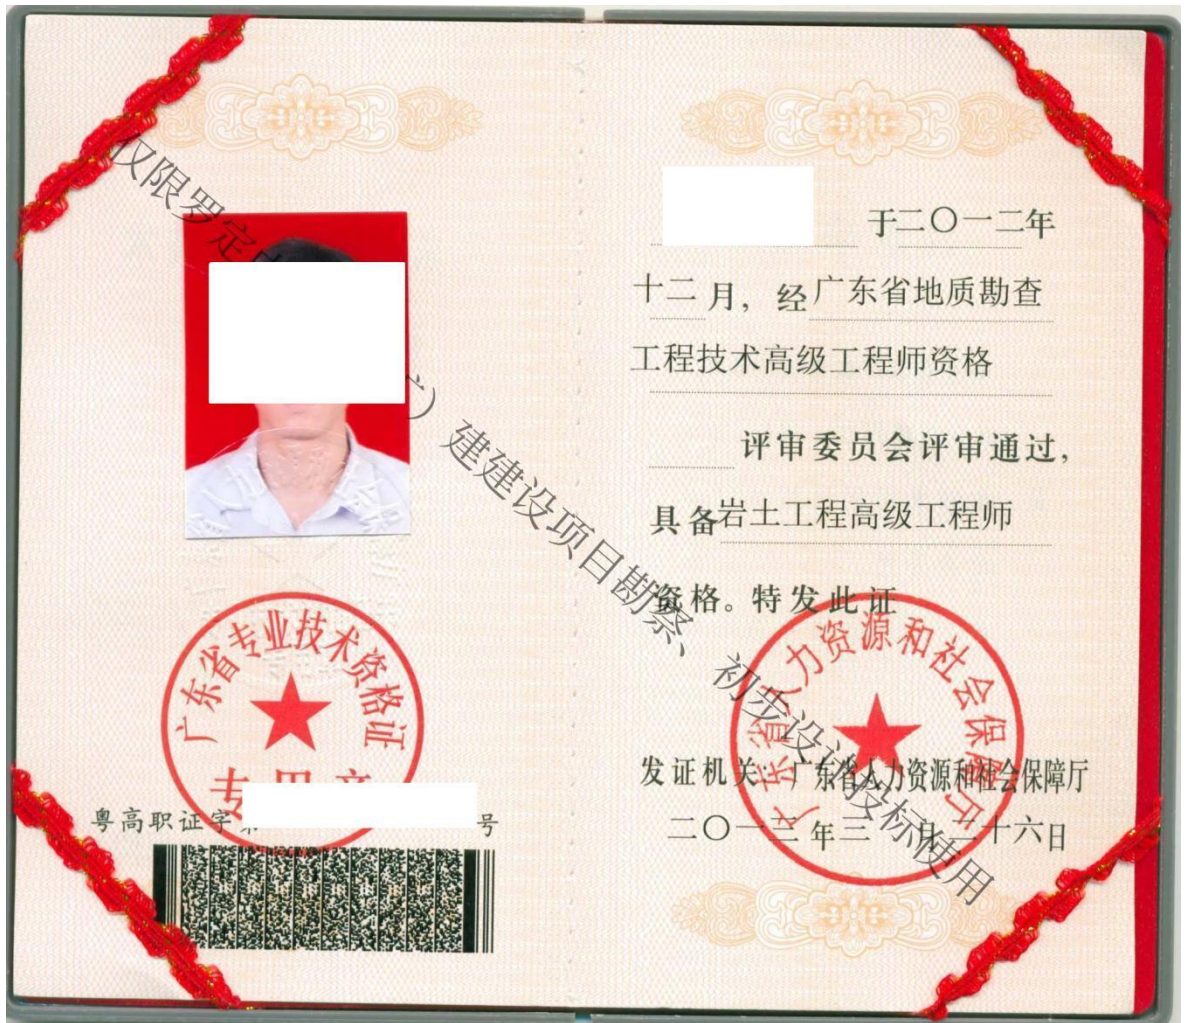 仅限罗定
）建建设项目勘察、初步设计投标使用
广东省专业技术资格证
专用章
粤高职证字第
号
于二〇一二年
十二月，经广东省地质勘查
工程技术高级工程师资格
评审委员会评审通过，
具备岩土工程高级工程师
资格。特发此证
广东省人力资源和社会保障厅
发证机关：广东省人力资源和社会保障厅
二〇一三年三月二十六日